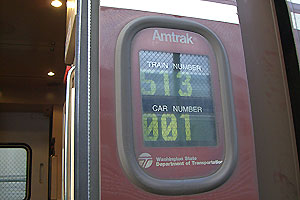 Amtrak
TRAIN NUMBER
513
CAR NUMBER
001
Washington State
Department of Transportation